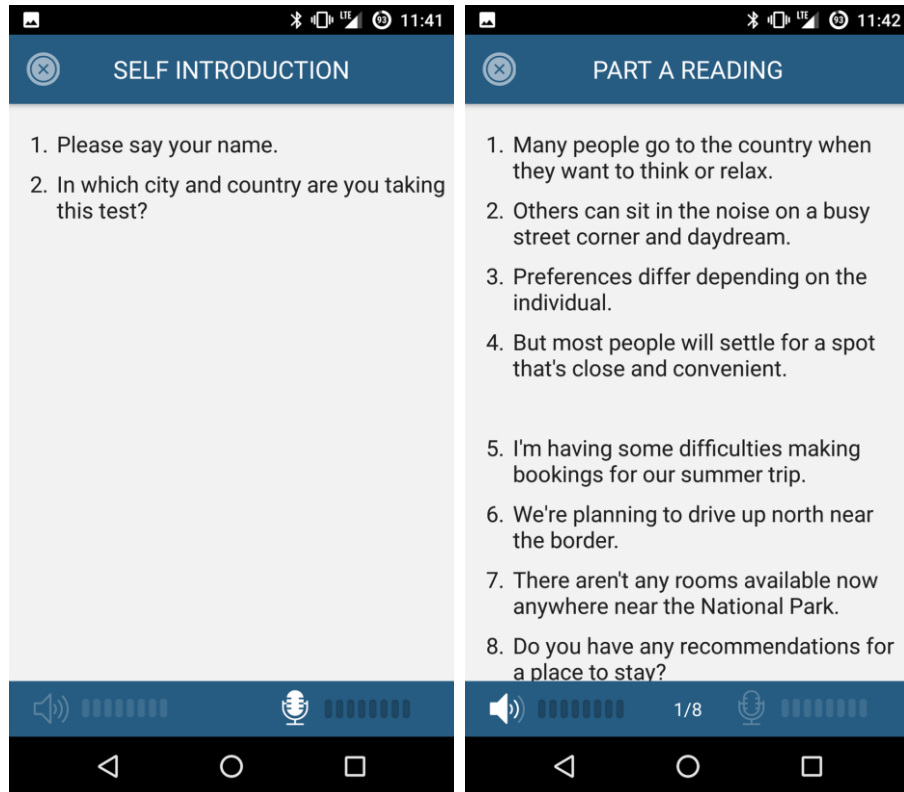 LTE 93 11:41
SELF INTRODUCTION
1. Please say your name.
2. In which city and country are you taking
this test?
LTE 93 11:42
PART A READING
1. Many people go to the country when
they want to think or relax.
2. Others can sit in the noise on a busy
street corner and daydream.
3. Preferences differ depending on the
individual.
4. But most people will settle for a spot
that's close and convenient.
5. I'm having some difficulties making
bookings for our summer trip.
6. We're planning to drive up north near
the border.
7. There aren't any rooms available now
anywhere near the National Park.
8. Do you have any recommendations for
a place to stay?
1/8